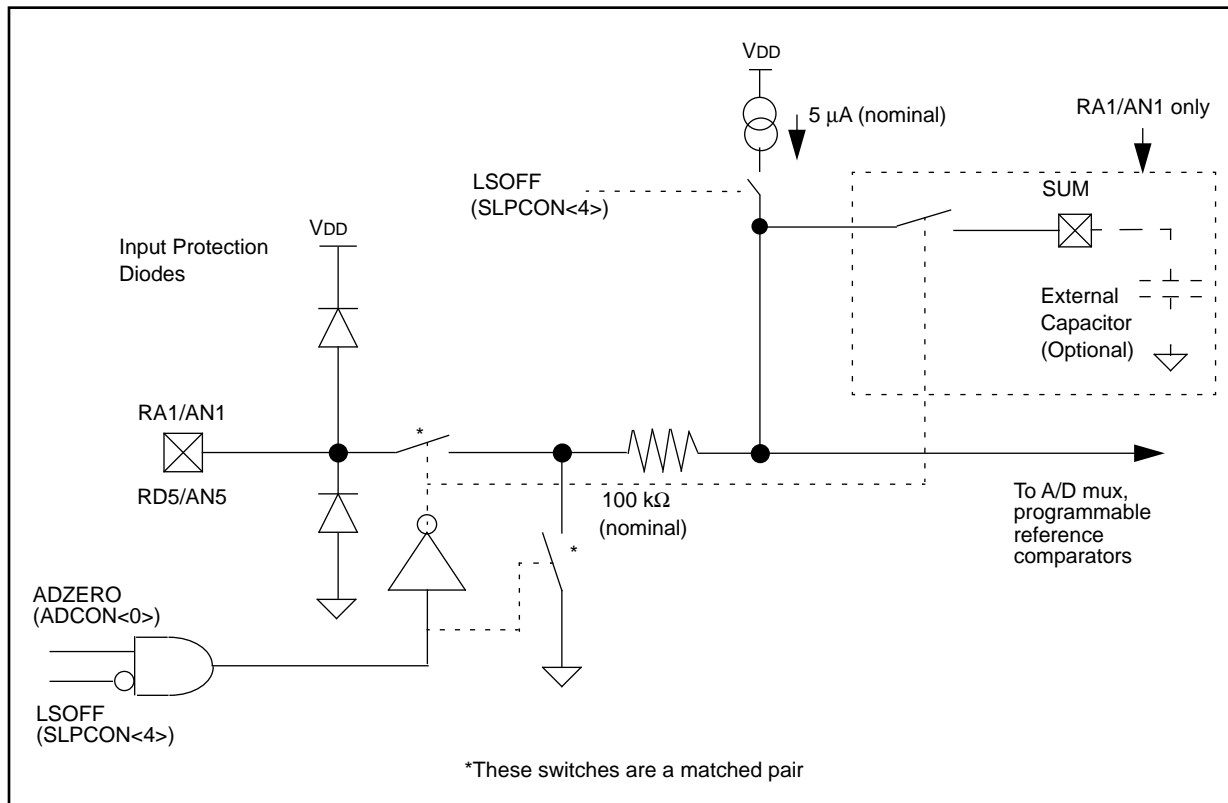 VDD
5 μA (nominal)
RA1/AN1 only
LSOFF
(SLPCON<4>)
SUM
VDD
Input Protection
Diodes
External
Capacitor
(Optional)
RA1/AN1
*
RD5/AN5
100 kΩ
(nominal)
To A/D mux,
programmable
reference
comparators
*
ADZERO
(ADCON<0>)
LSOFF
(SLPCON<4>)
*These switches are a matched pair